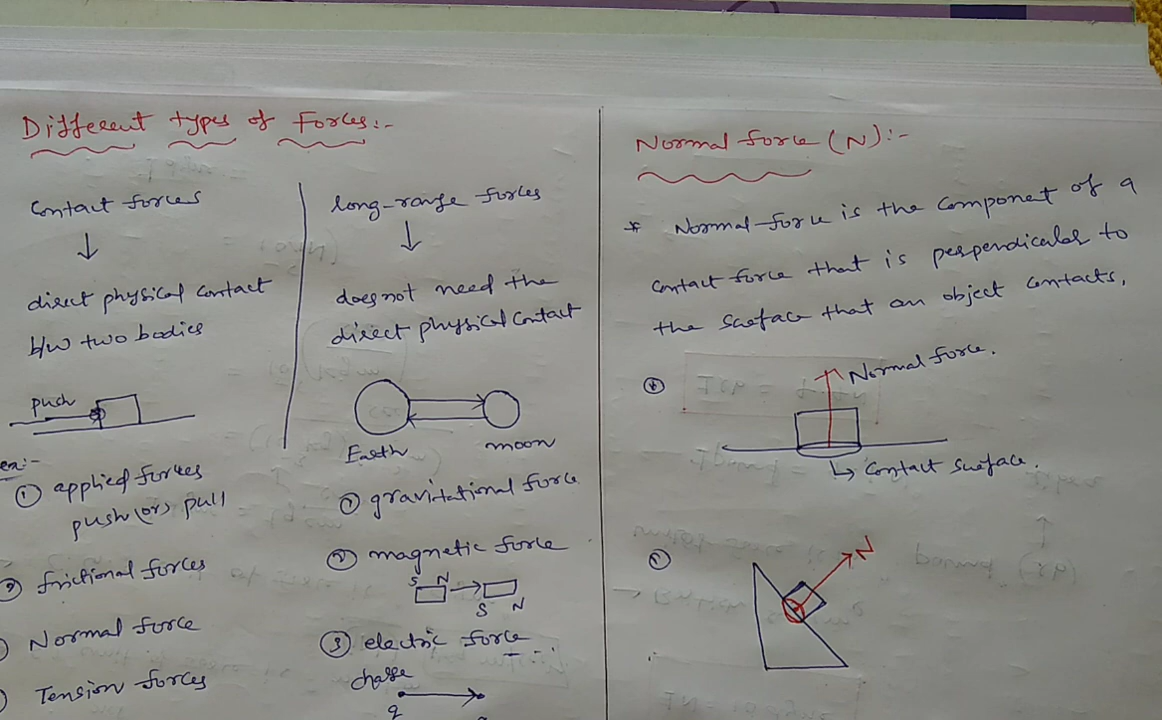 Different types of Forces:-
Contact forces
↓
direct physical contact
b/w two bodies
push
ex:-
① applied forces
push (or) pull
② frictional forces
Normal force
Tension forces
long-range forces
↓
does not need the
direct physical contact
Earth
moon
① gravitational force
② magnetic force
S N
S N
③ electric force
charge
q
Normal force (N):-
* Normal force is the componet of a
contact force that is perpendicular to
the surface that an object contacts.
Normal force.
↳ Contact surface.
N